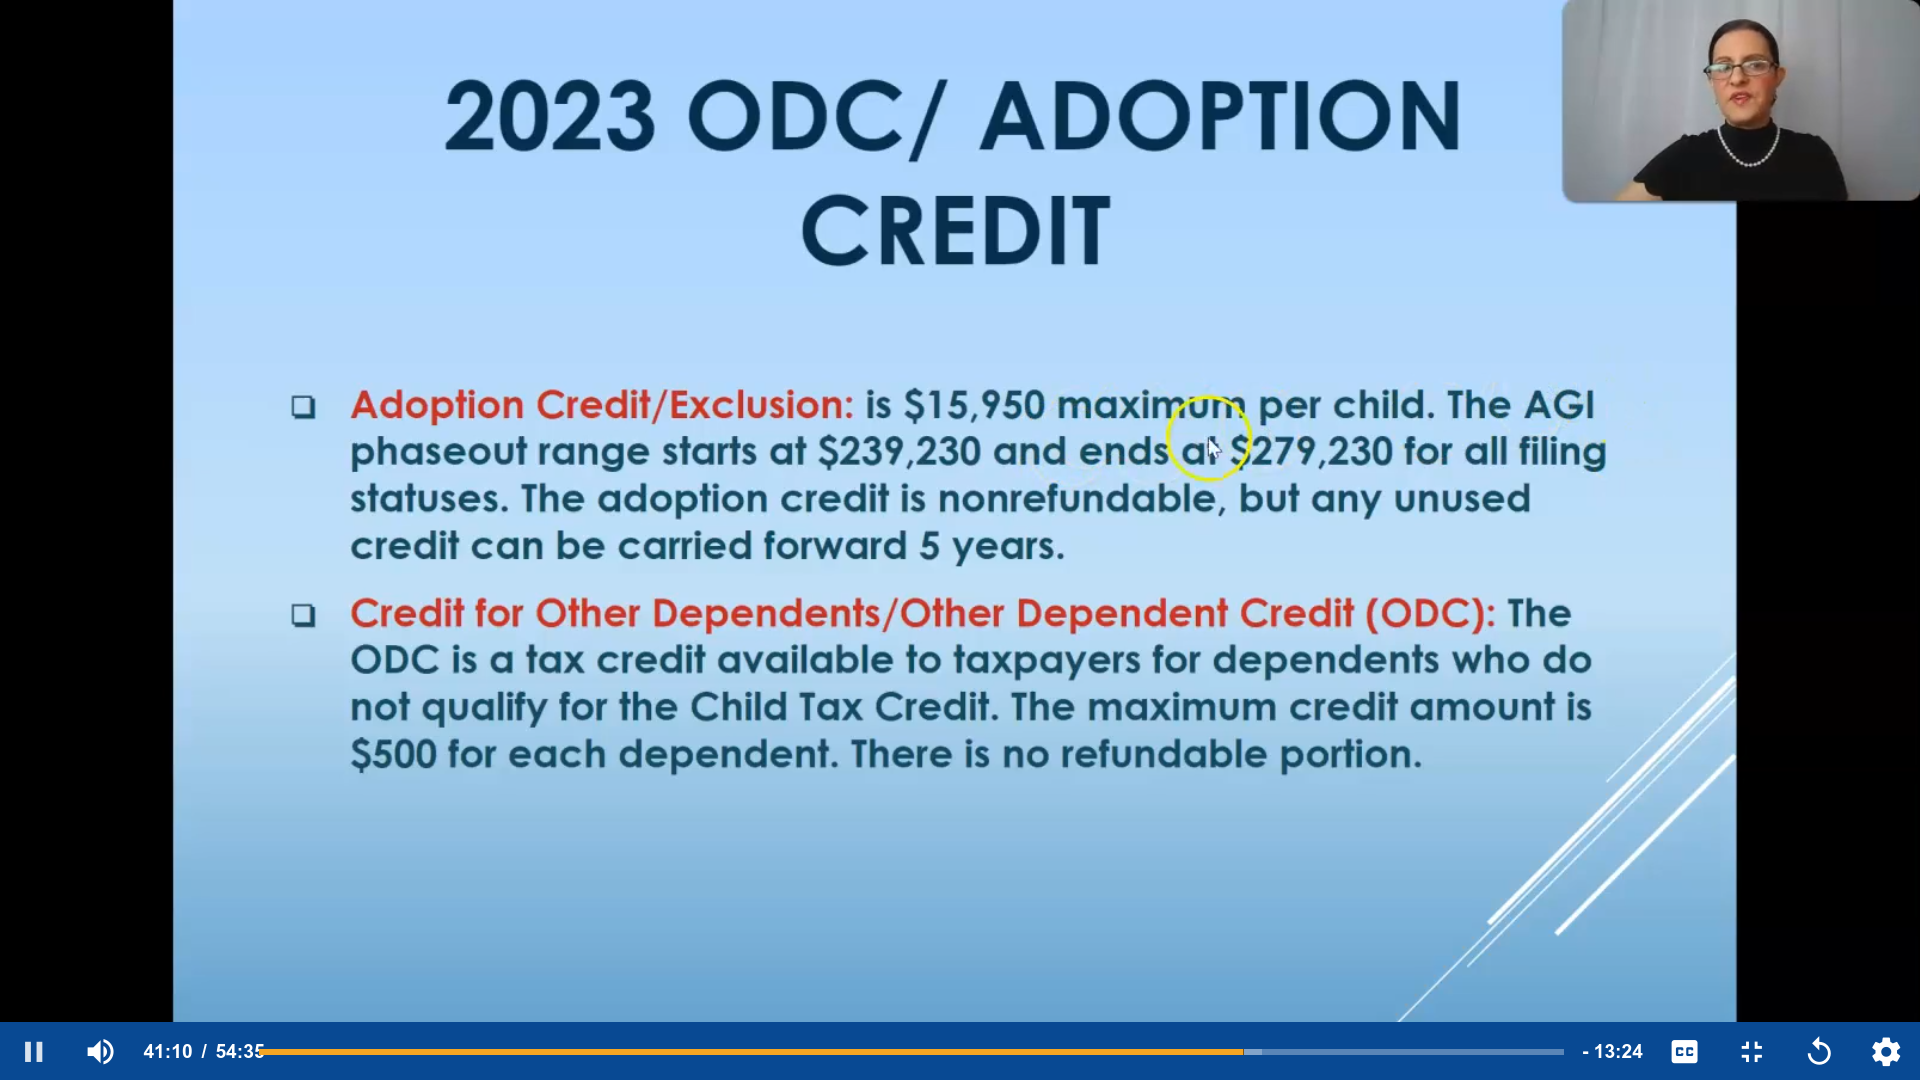 2023 ODC/ ADOPTION
CREDIT
Adoption Credit/Exclusion: is $15,950 maximum per child. The AGI
phaseout range starts at $239,230 and ends at $279,230 for all filing
statuses. The adoption credit is nonrefundable, but any unused
credit can be carried forward 5 years.
Credit for Other Dependents/Other Dependent Credit (ODC): The
ODC is a tax credit available to taxpayers for dependents who do
not qualify for the Child Tax Credit. The maximum credit amount is
$500 for each dependent. There is no refundable portion.
41:10 / 54:35
- 13:24
CC